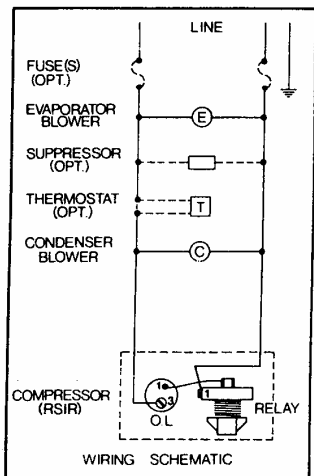 LINE
FUSE(S)
(OPT.)
EVAPORATOR
BLOWER
E
SUPPRESSOR
(OPT.)
THERMOSTAT
(OPT.)
T
CONDENSER
BLOWER
C
COMPRESSOR
(RSIR)
1
3
O.L
1
RELAY
WIRING SCHEMATIC